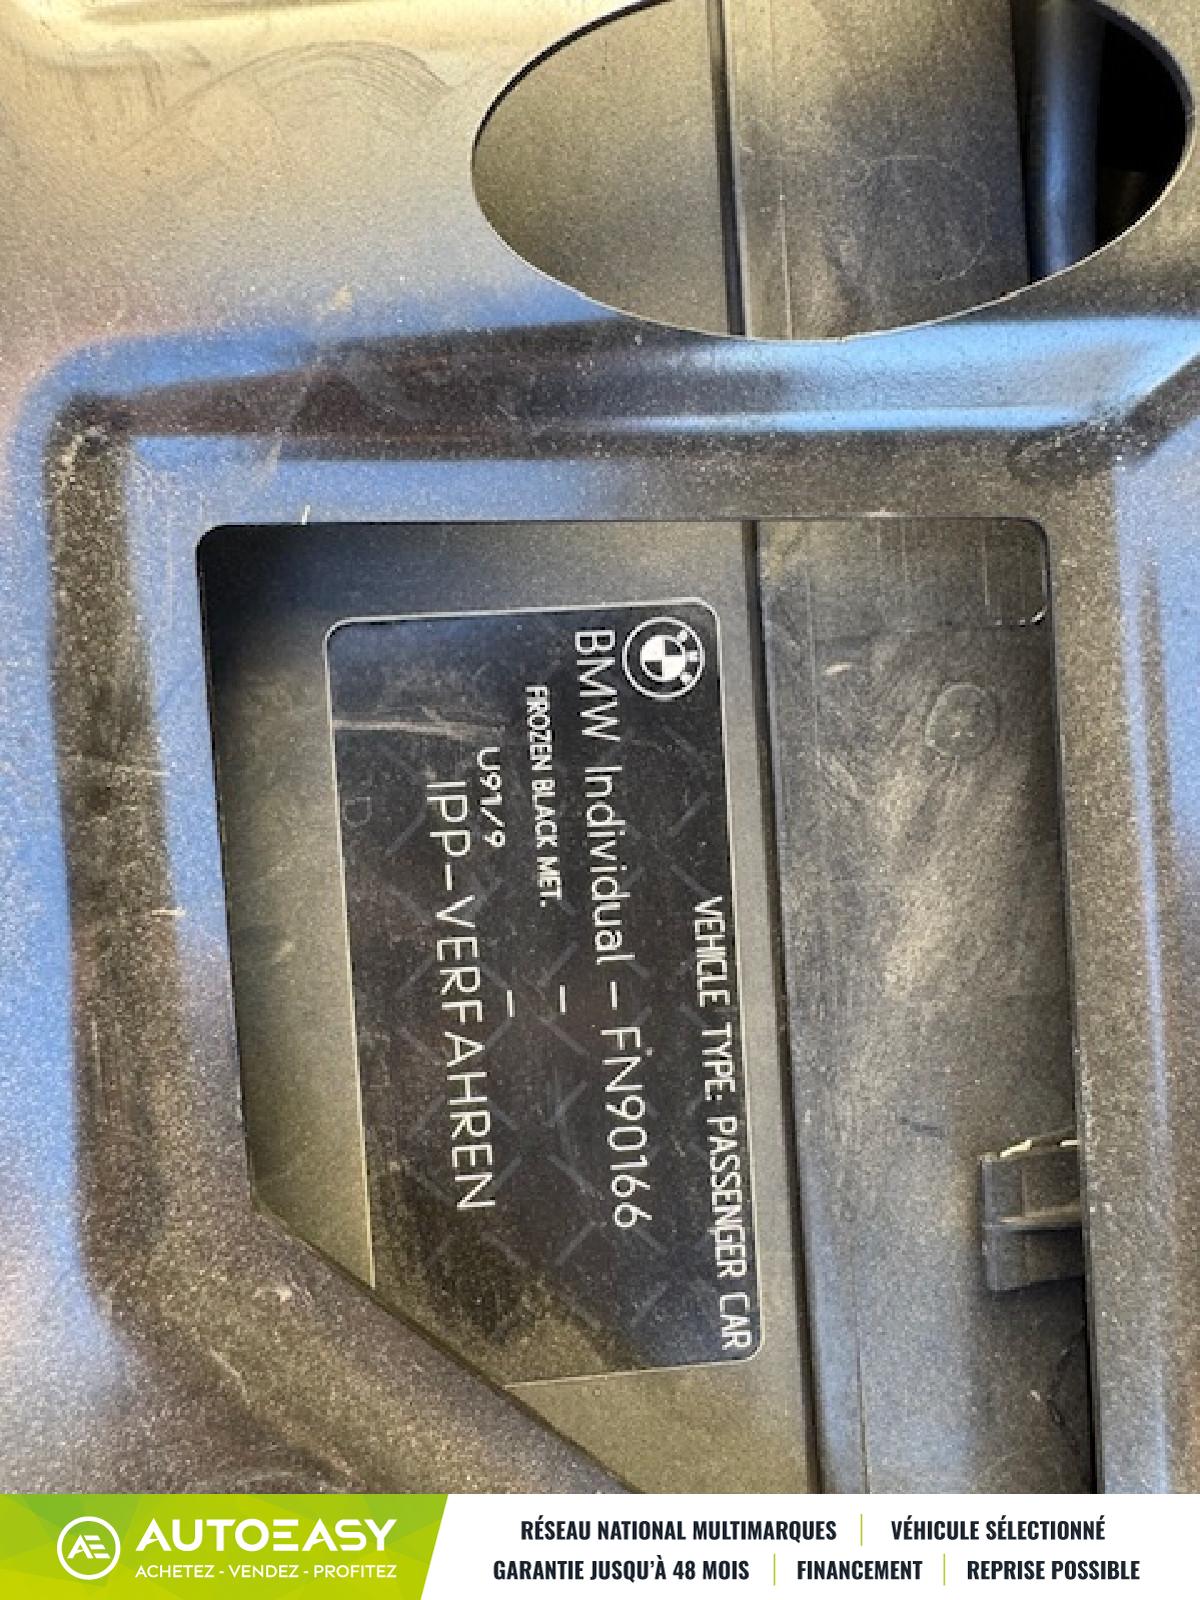 VEHICLE TYPE: PASSENGER CAR
BMW Individual - FN90166
FROZEN BLACK MET. -
U91/9 -
IPP-VERFAHREN
AE AUTOEASY
ACHETEZ - VENDEZ - PROFITEZ
RÉSEAU NATIONAL MULTIMARQUES | VÉHICULE SÉLECTIONNÉ
GARANTIE JUSQU'À 48 MOIS | FINANCEMENT | REPRISE POSSIBLE